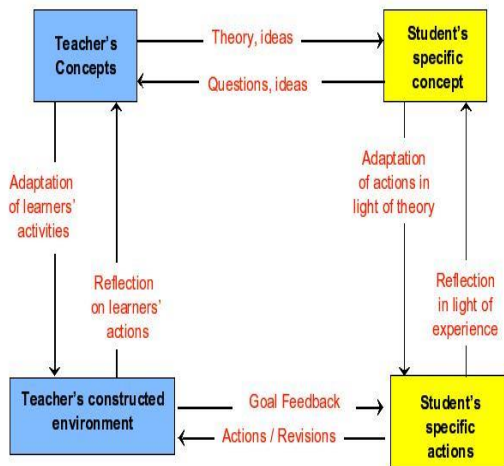 Teacher's
Concepts
Theory, ideas
Questions, ideas
Student's
specific
concept
Adaptation
of learners'
activities
Reflection
on learners'
actions
Adaptation
of actions in
light of theory
Reflection
in light of
experience
Teacher's constructed
environment
Goal Feedback
Actions / Revisions
Student's
specific
actions